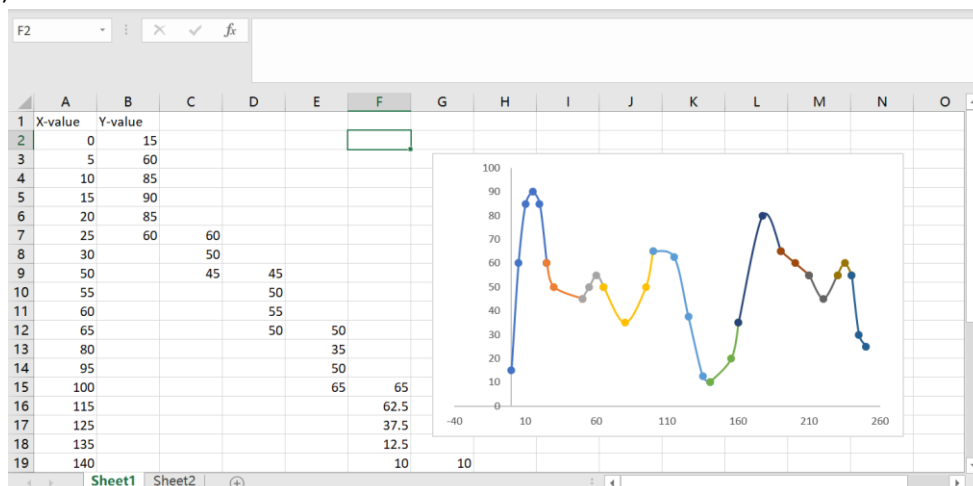 F2 fx
A B C D E F G H I J K L M N O
1 X-value Y-value
2 0 15
3 5 60
4 10 85
5 15 90
6 20 85
7 25 60 60
8 30 50
9 50 45 45
10 55 50
11 60 55
12 65 50 50
13 80 35
14 95 50
15 100 65 65
16 115 62.5
17 125 37.5
18 135 12.5
19 140 10 10
100
90
80
70
60
50
40
30
20
10
0
-40 10 60 110 160 210 260
Sheet1 Sheet2